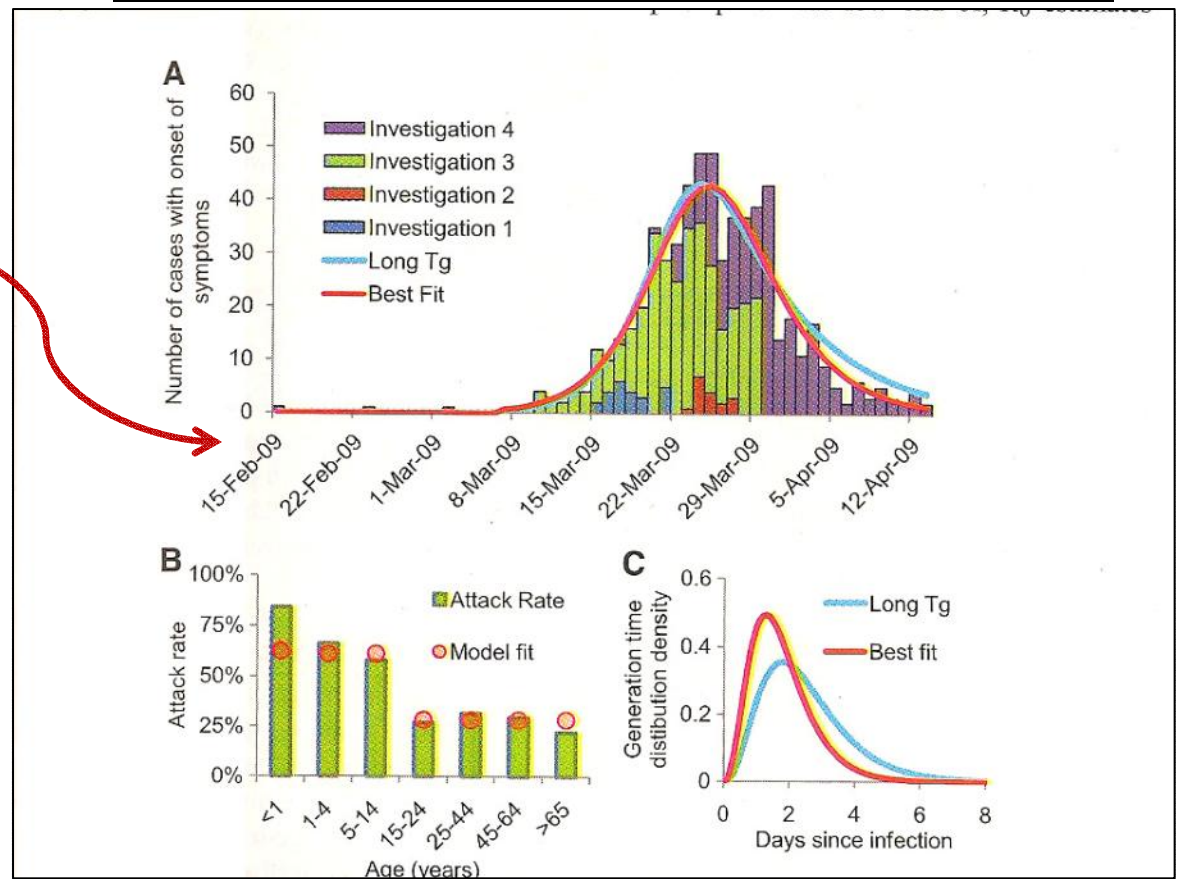 A
Number of cases with onset of
symptoms
60
50
40
30
20
10
0
Investigation 4
Investigation 3
Investigation 2
Investigation 1
Long Tg
Best Fit
15-Feb-09
22-Feb-09
1-Mar-09
8-Mar-09
15-Mar-09
22-Mar-09
29-Mar-09
5-Apr-09
12-Apr-09
B
Attack rate
100%
75%
50%
25%
0%
Attack Rate
Model fit
<1
1-4
5-14
15-24
25-44
45-64
>65
Age (years)
C
Generation time
distibution density
0.6
0.4
0.2
0
Long Tg
Best fit
0 2 4 6 8
Days since infection